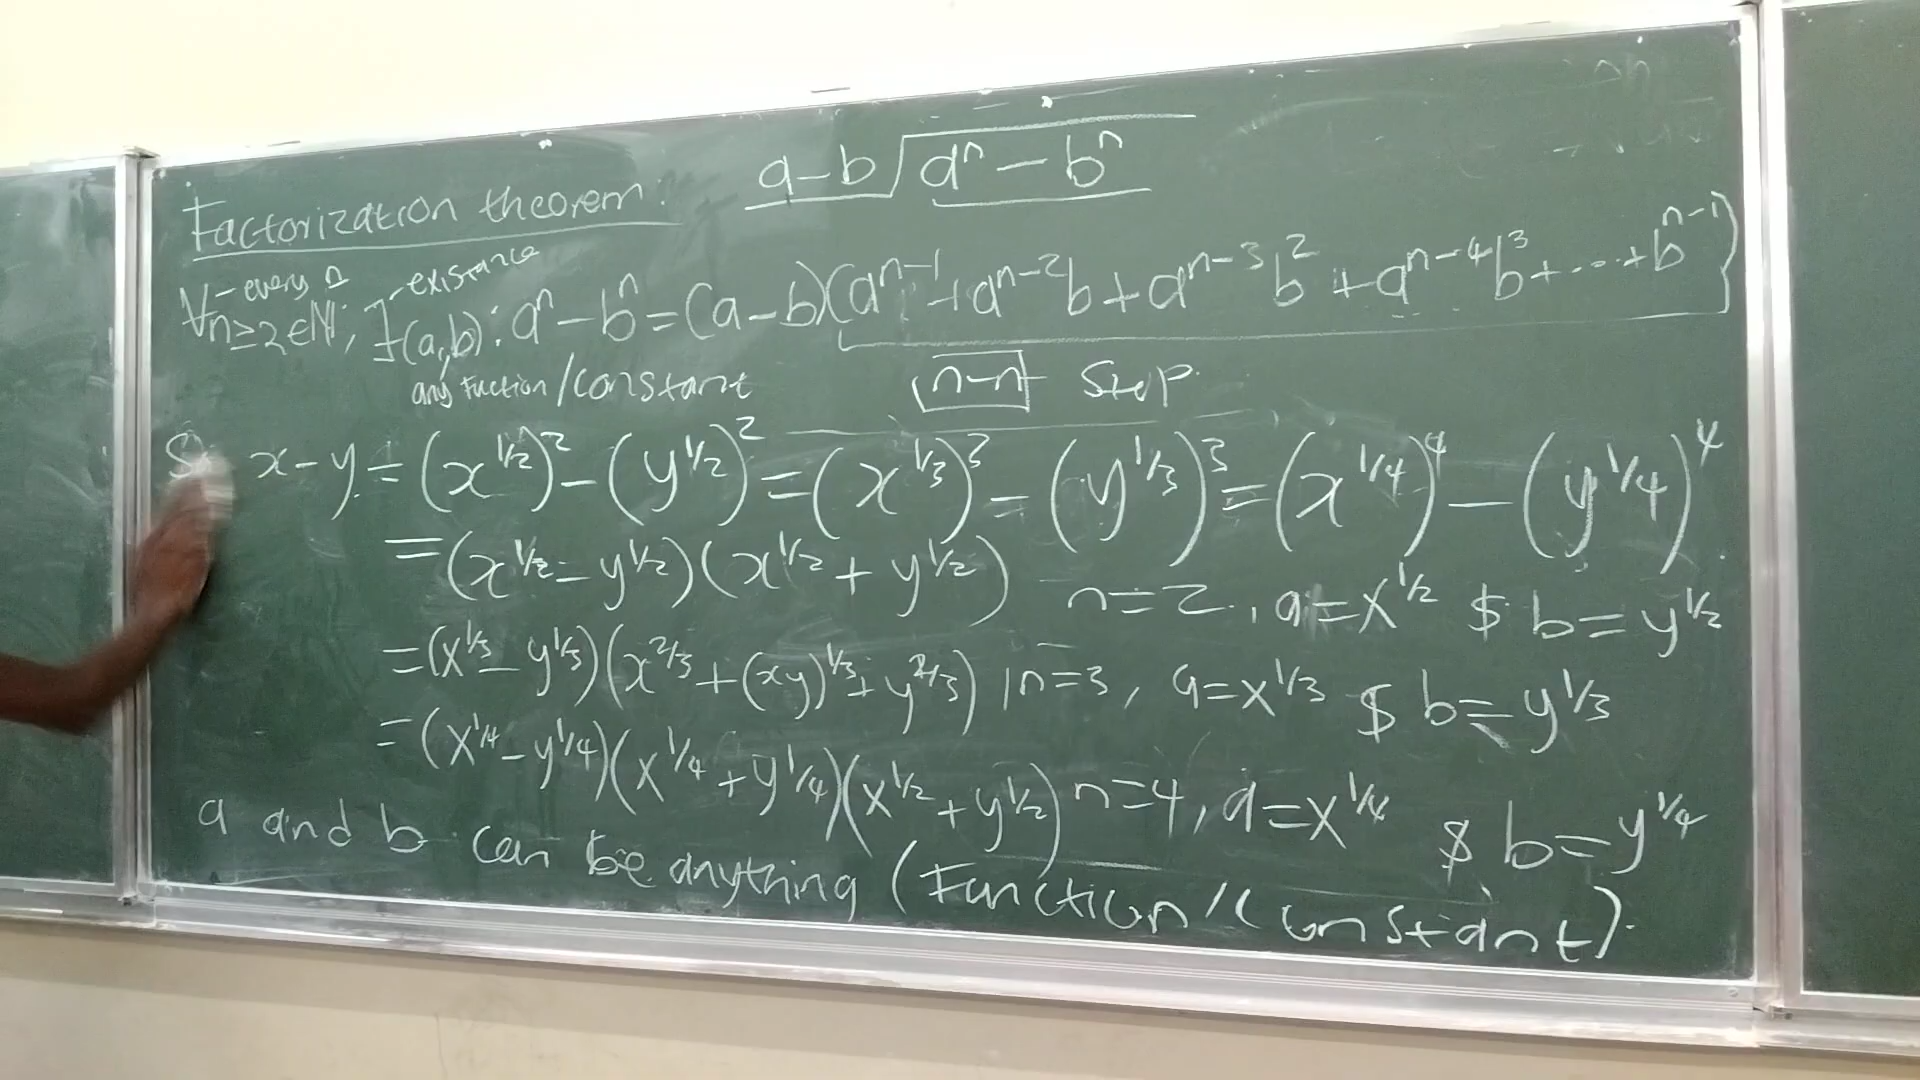 a-b √ aⁿ - bⁿ
Factorization theorem:
- every n - existance
∀n≥2∈ℕ; ∃(a,b): aⁿ - bⁿ = (a-b)(aⁿ⁻¹ + aⁿ⁻²b + aⁿ⁻³b² + aⁿ⁻⁴b³ + ... + bⁿ⁻¹)
any Fuction/constant n-n Stop
So x-y = (x^1/2)² - (y^1/2)² = (x^1/3)³ - (y^1/3)³ = (x^1/4)⁴ - (y^1/4)⁴
= (x^1/2 - y^1/2)(x^1/2 + y^1/2) n=2, a=x^1/2 $ b=y^1/2
= (x^1/3 - y^1/3)(x^2/3 + (xy)^1/3 + y^2/3) n=3, a=x^1/3 $ b=y^1/3
= (x^1/4 - y^1/4)(x^1/4 + y^1/4)(x^1/2 + y^1/2) n=4, a=x^1/4 $ b=y^1/4
a and b can be anything (Function/Constant).